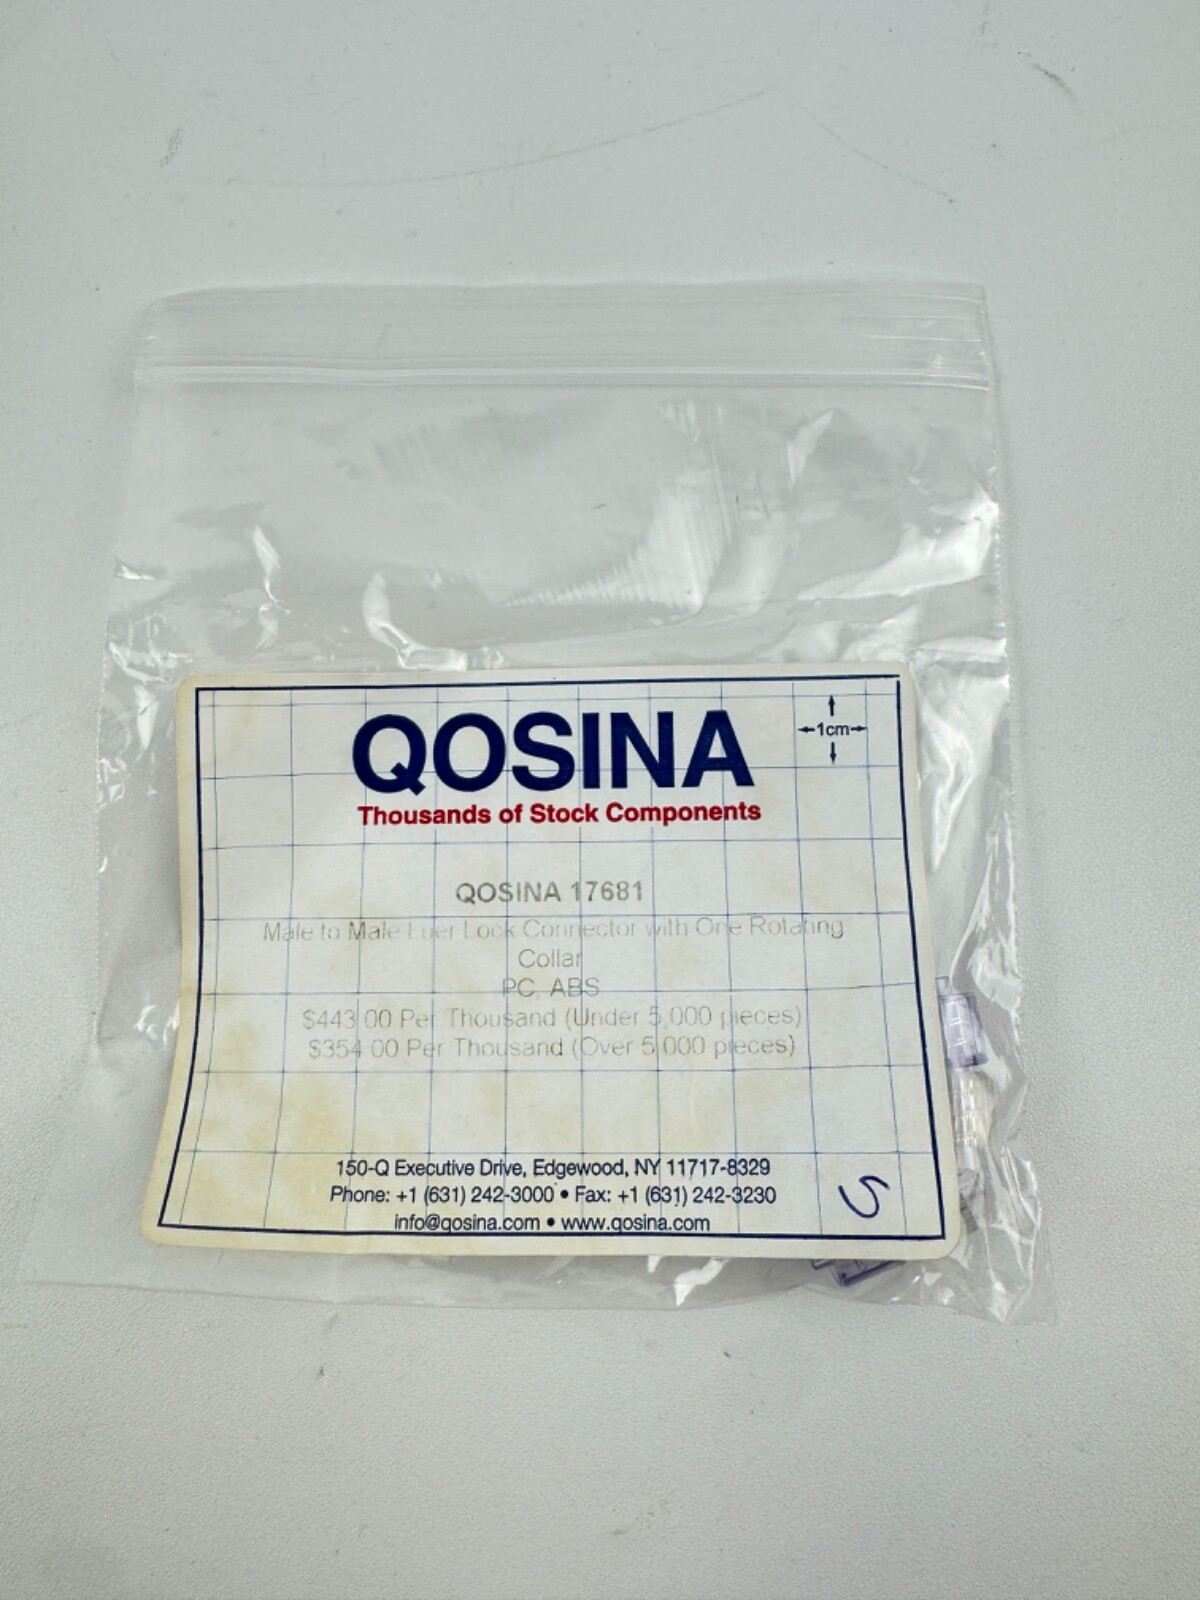 QOSINA
←1cm→
Thousands of Stock Components
QOSINA 17681
Male to Male Luer Lock Connector with One Rotating
Collar
PC, ABS
$443.00 Per Thousand (Under 5,000 pieces)
$354.00 Per Thousand (Over 5,000 pieces)
150-Q Executive Drive, Edgewood, NY 11717-8329
Phone: +1 (631) 242-3000 • Fax: +1 (631) 242-3230
info@qosina.com • www.qosina.com
5